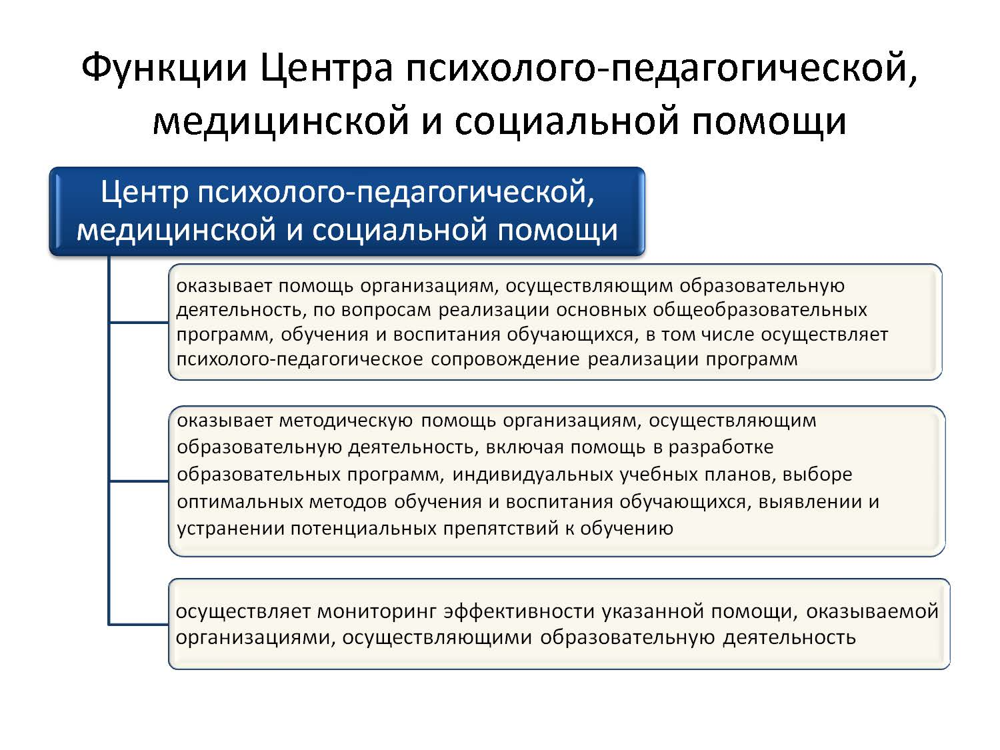 Функции Центра психолого-педагогической,
медицинской и социальной помощи
Центр психолого-педагогической,
медицинской и социальной помощи
оказывает помощь организациям, осуществляющим образовательную
деятельность, по вопросам реализации основных общеобразовательных
программ, обучения и воспитания обучающихся, в том числе осуществляет
психолого-педагогическое сопровождение реализации программ
оказывает методическую помощь организациям, осуществляющим
образовательную деятельность, включая помощь в разработке
образовательных программ, индивидуальных учебных планов, выборе
оптимальных методов обучения и воспитания обучающихся, выявлении и
устранении потенциальных препятствий к обучению
осуществляет мониторинг эффективности указанной помощи, оказываемой
организациями, осуществляющими образовательную деятельность